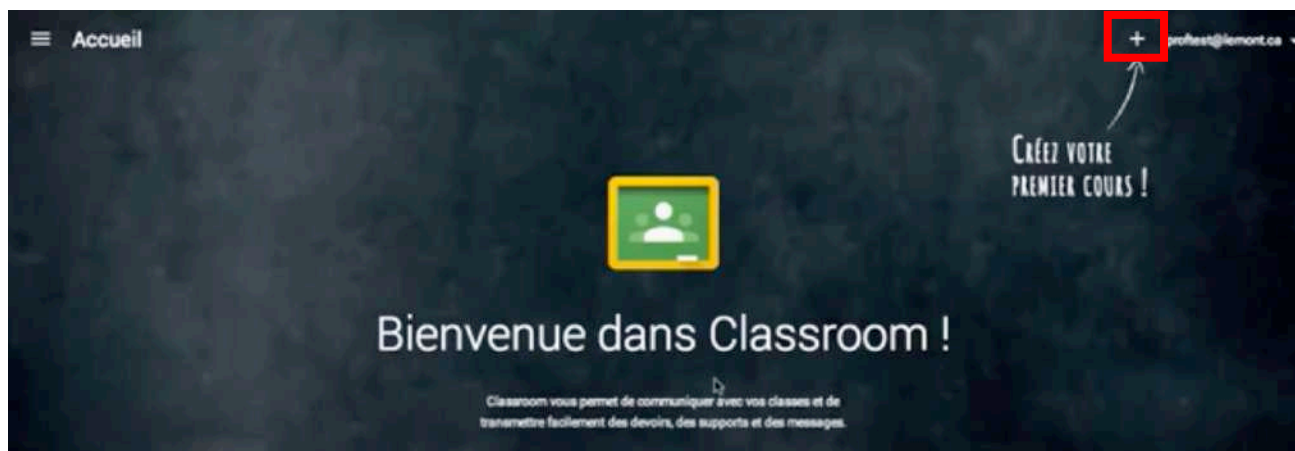 Accueil
+ proftest@lemont.ca
CRÉEZ VOTRE
PREMIER COURS !
Bienvenue dans Classroom !
Classroom vous permet de communiquer avec vos classes et de
transmettre facilement des devoirs, des supports et des messages.